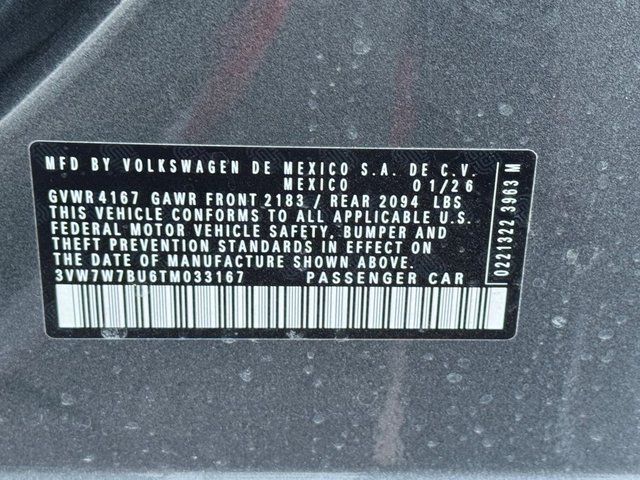 MFD BY VOLKSWAGEN DE MEXICO S.A. DE C.V.
MEXICO 01/26
GVWR 4167 GAWR FRONT 2183 / REAR 2094 LBS
THIS VEHICLE CONFORMS TO ALL APPLICABLE U.S.
FEDERAL MOTOR VEHICLE SAFETY, BUMPER AND
THEFT PREVENTION STANDARDS IN EFFECT ON
THE DATE OF MANUFACTURE SHOWN ABOVE.
3VW7W7BU6TM033167 PASSENGER CAR
0221322 3963 M